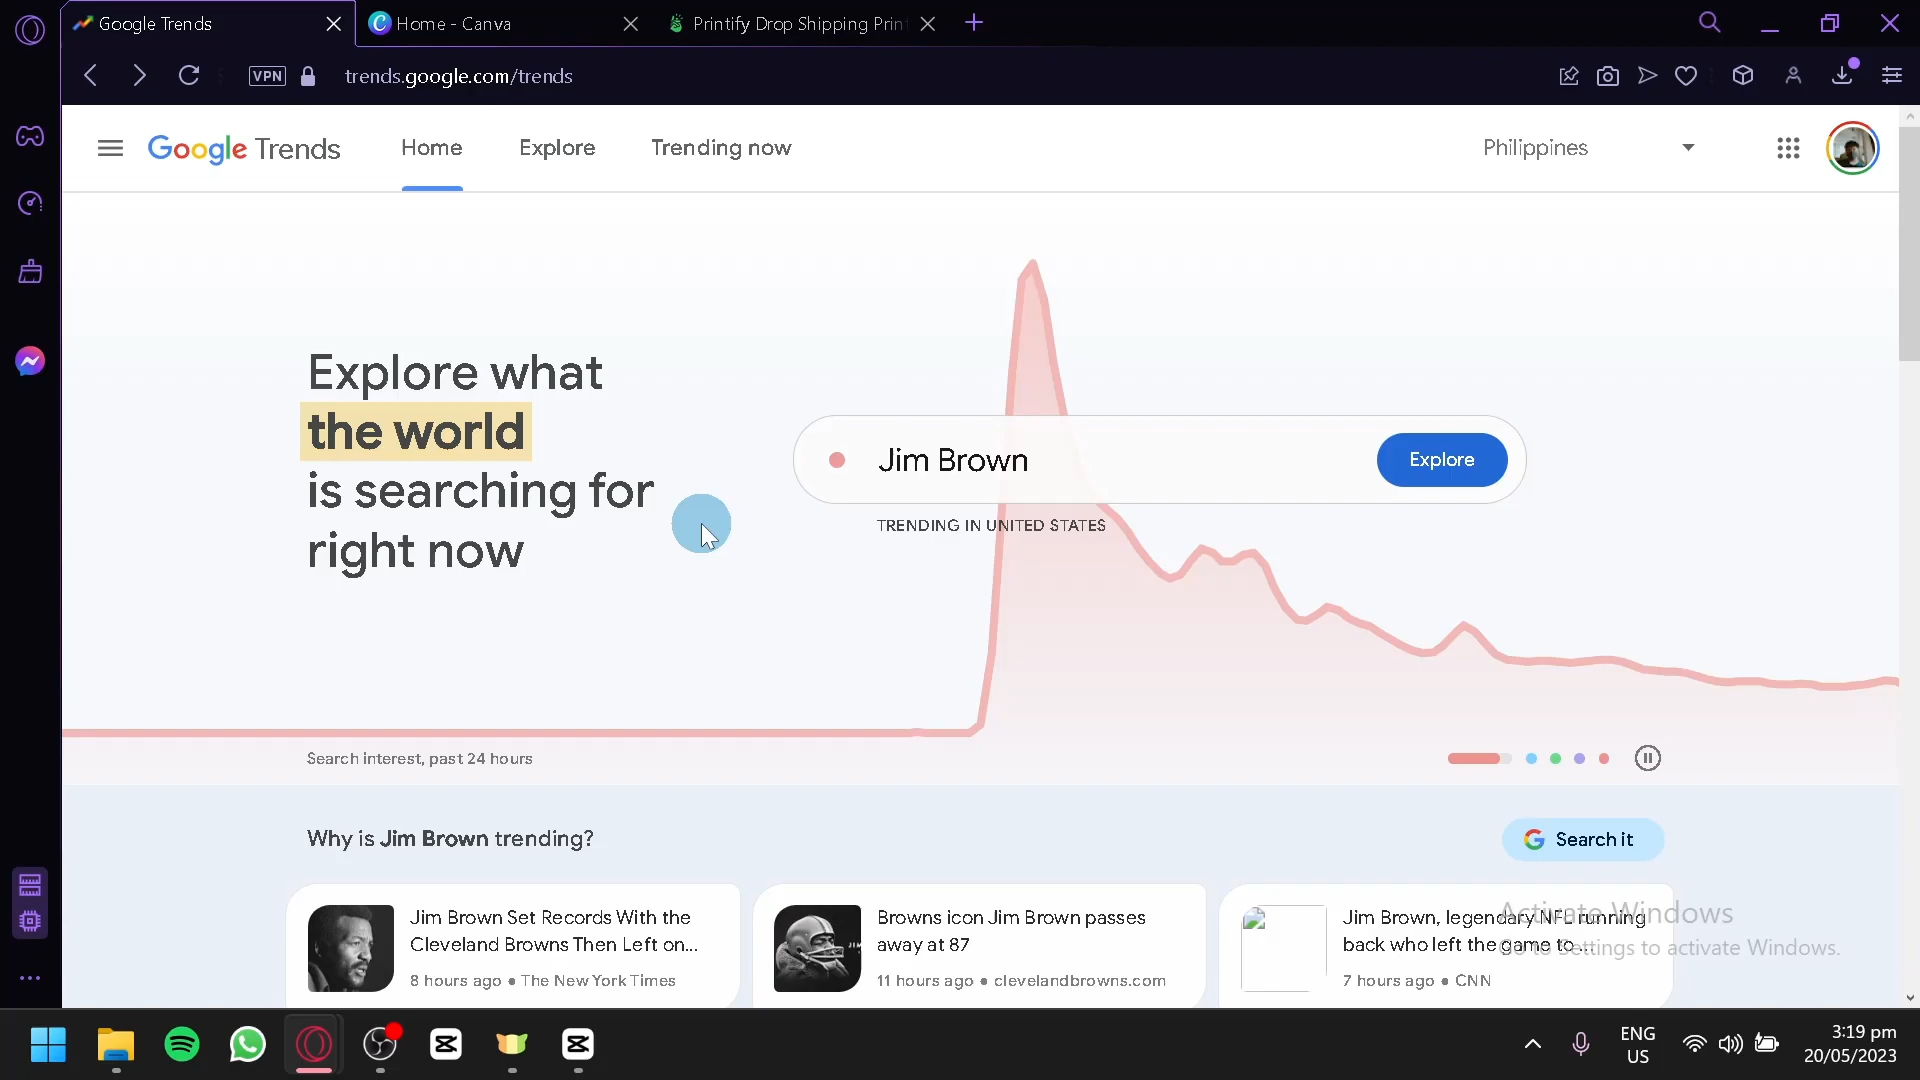 Google Trends
Home - Canva
Printify Drop Shipping Prin
VPN
trends.google.com/trends
Google Trends
Home
Explore
Trending now
Philippines
Explore what
the world
is searching for
right now
Jim Brown
Explore
TRENDING IN UNITED STATES
Search interest, past 24 hours
Why is Jim Brown trending?
Search it
Jim Brown Set Records With the
Cleveland Browns Then Left on...
8 hours ago • The New York Times
Browns icon Jim Brown passes
away at 87
11 hours ago • clevelandbrowns.com
Jim Brown, legendary NFL running
back who left the game to ...
7 hours ago • CNN
Activate Windows
Go to Settings to activate Windows.
ENG
US
3:19 pm
20/05/2023